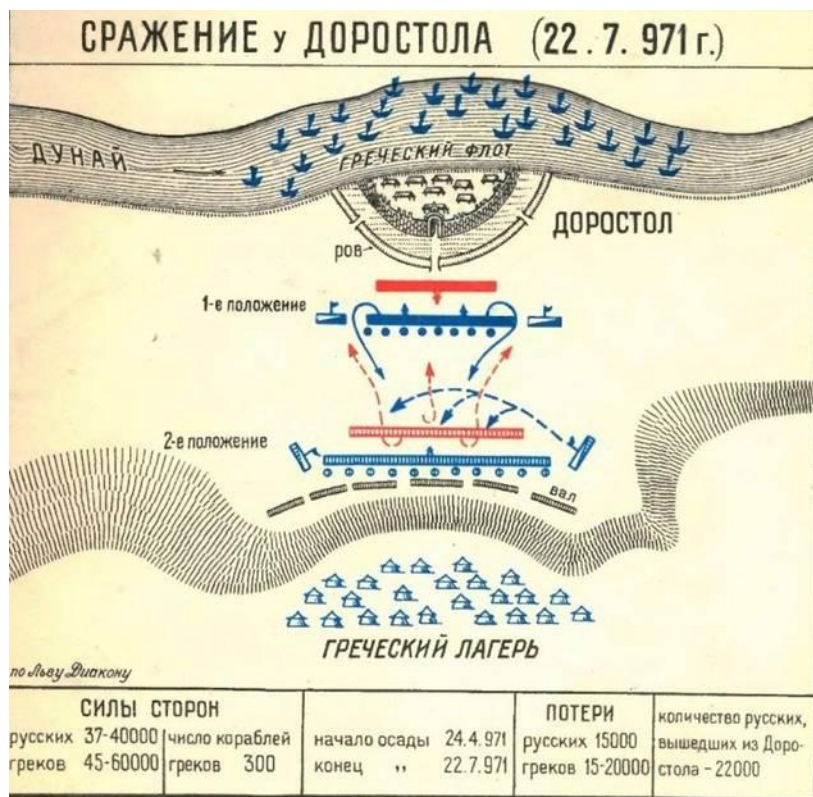 СРАЖЕНИЕ у ДОРОСТОЛА (22.7.971г.)
ДУНАЙ
ГРЕЧЕСКИЙ ФЛОТ
ДОРОСТОЛ
ров
1-е положение
2-е положение
вал
ГРЕЧЕСКИЙ ЛАГЕРЬ
по Льву Диакону
СИЛЫ СТОРОН
русских 37-40000
греков 45-60000
число кораблей
греков 300
начало осады 24.4.971
конец „ 22.7.971
ПОТЕРИ
русских 15000
греков 15-20000
количество русских,
вышедших из Доро-
стола - 22000